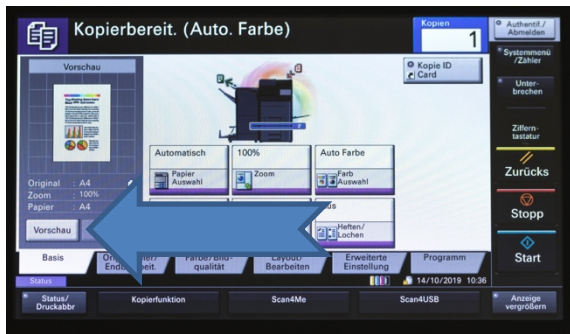 Kopierbereit. (Auto. Farbe)
Kopien
1
Authentif./
Abmelden
Systemmenü
/Zähler
Unter-
brechen
Ziffern-
tastatur
Zurücks
Stopp
Start
Anzeige
vergrößern
Vorschau
Original : A4
Zoom : 100%
Papier : A4
Vorschau
Kopie ID
Card
Automatisch
Papier
Auswahl
100%
Zoom
Auto Farbe
Farb
Auswahl
Heften/
Lochen
Basis
Layout/
Bearbeiten
Erweiterte
Einstellung
Programm
qualität
Status
14/10/2019 10:36
Status/
Druckabbr
Kopierfunktion
Scan4Me
Scan4USB